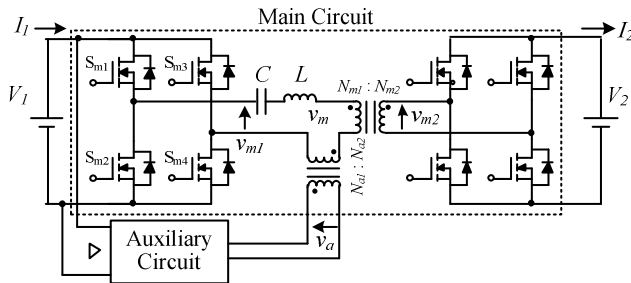 I1
Main Circuit
I2
Sm1
Sm3
C
L
Nm1 : Nm2
V1
vm1
vm
vm2
V2
Sm2
Sm4
Na1 : Na2
Auxiliary
Circuit
va